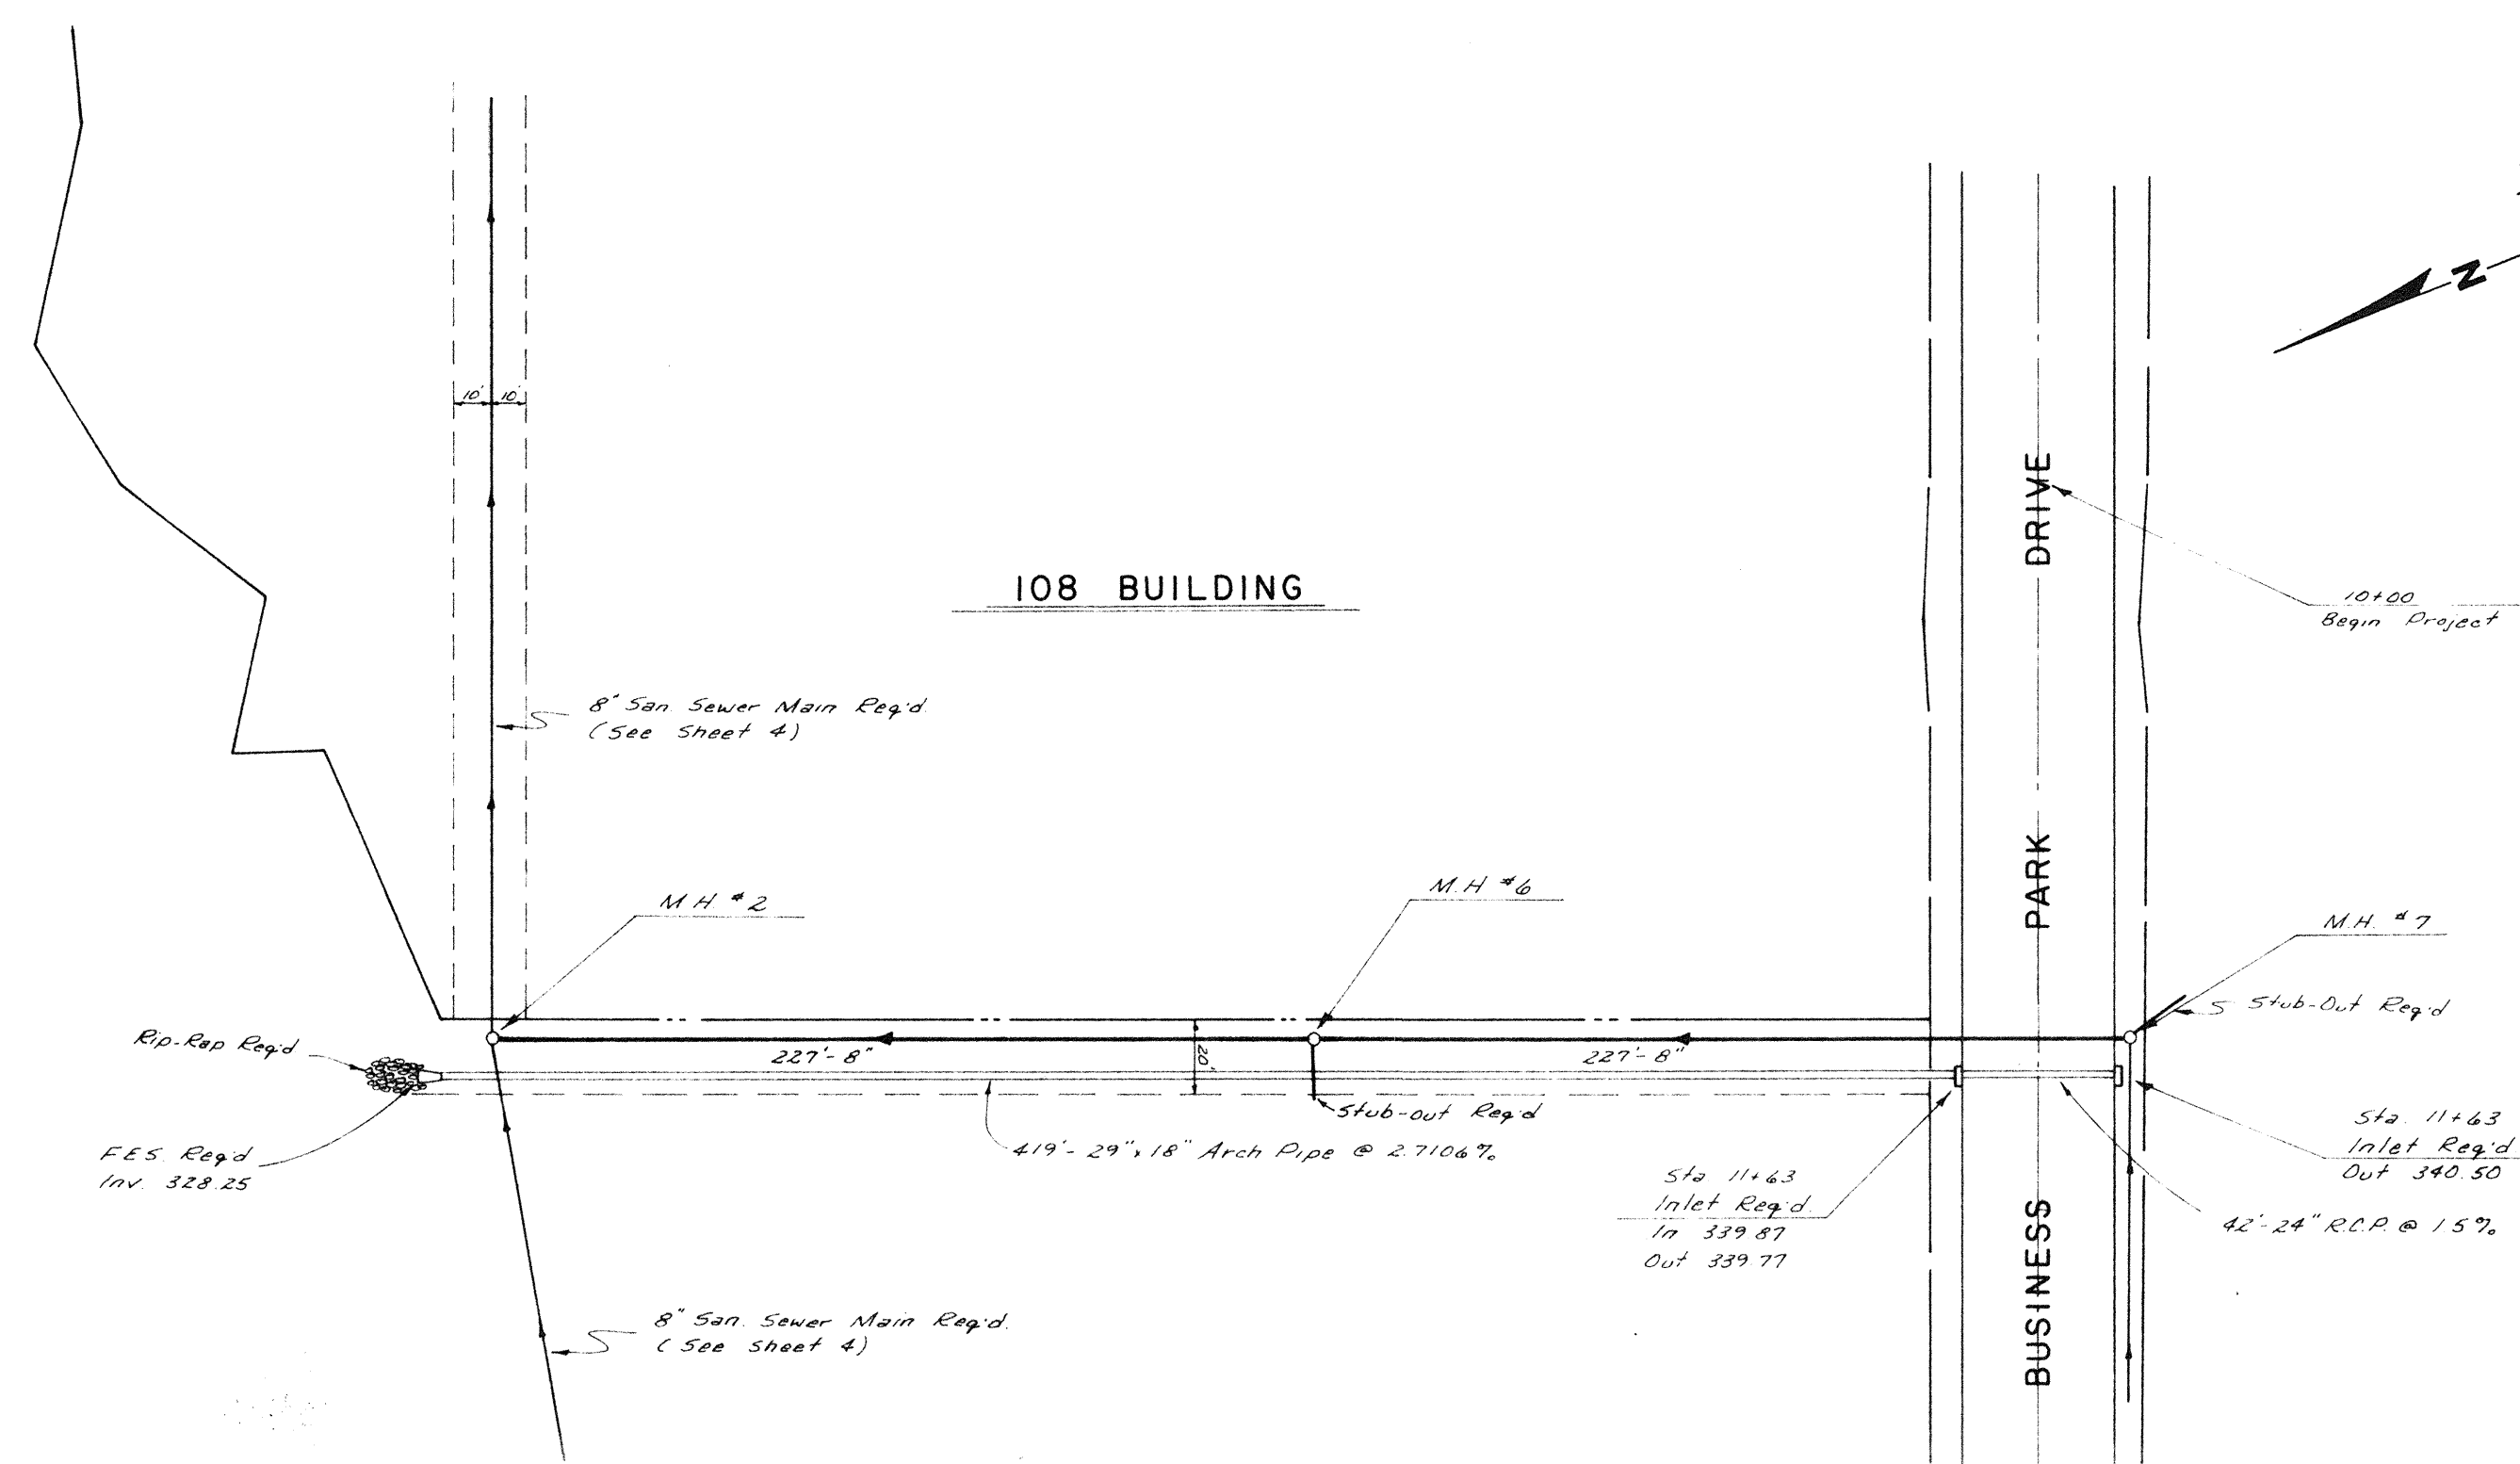 N
10'
10'
DRIVE
108 BUILDING
10+00
Begin Project
8" San. Sewer Main Req'd.
(See Sheet 4)
PARK
M.H. #2
M.H. #6
M.H. #7
Stub-Out Req'd
Rip-Rap Req'd
227'-8"
20'
227'-8"
Stub-out Req'd
419'-29"x18" Arch Pipe @ 2.7106%
F.E.S. Req'd
Inv. 328.25
Sta. 11+63
Inlet Req'd
Out 340.50
Sta. 11+63
Inlet Req'd.
In 339.87
Out 339.77
42'-24" R.C.P. @ 1.5%
BUSINESS
8" San. Sewer Main Req'd.
(See Sheet 4)